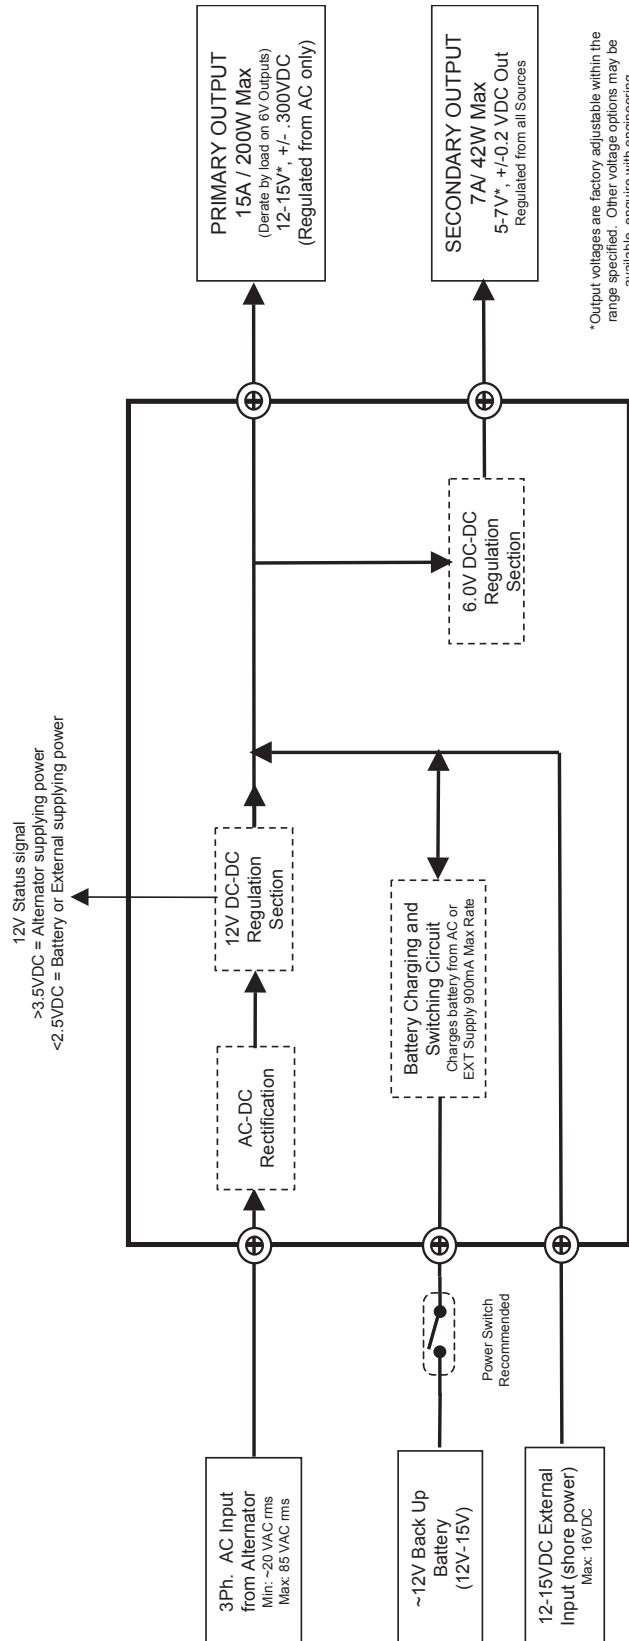 12V Status signal
>3.5VDC = Alternator supplying power
<2.5VDC = Battery or External supplying power
3Ph. AC Input
from Alternator
Min: ~20 VAC rms
Max: 85 VAC rms
AC-DC
Rectification
12V DC-DC
Regulation
Section
PRIMARY OUTPUT
15A / 200W Max
(Derate by load on 6V Outputs)
12-15V*, +/- .300VDC
(Regulated from AC only)
~12V Back Up
Battery
(12V-15V)
Power Switch
Recommended
Battery Charging and
Switching Circuit
Charges battery from AC or
EXT Supply 900mA Max Rate
6.0V DC-DC
Regulation
Section
SECONDARY OUTPUT
7A/ 42W Max
5-7V*, +/-0.2 VDC Out
Regulated from all Sources
12-15VDC External
Input (shore power)
Max: 16VDC
*Output voltages are factory adjustable within the
range specified. Other voltage options may be
available, enquire with engineering